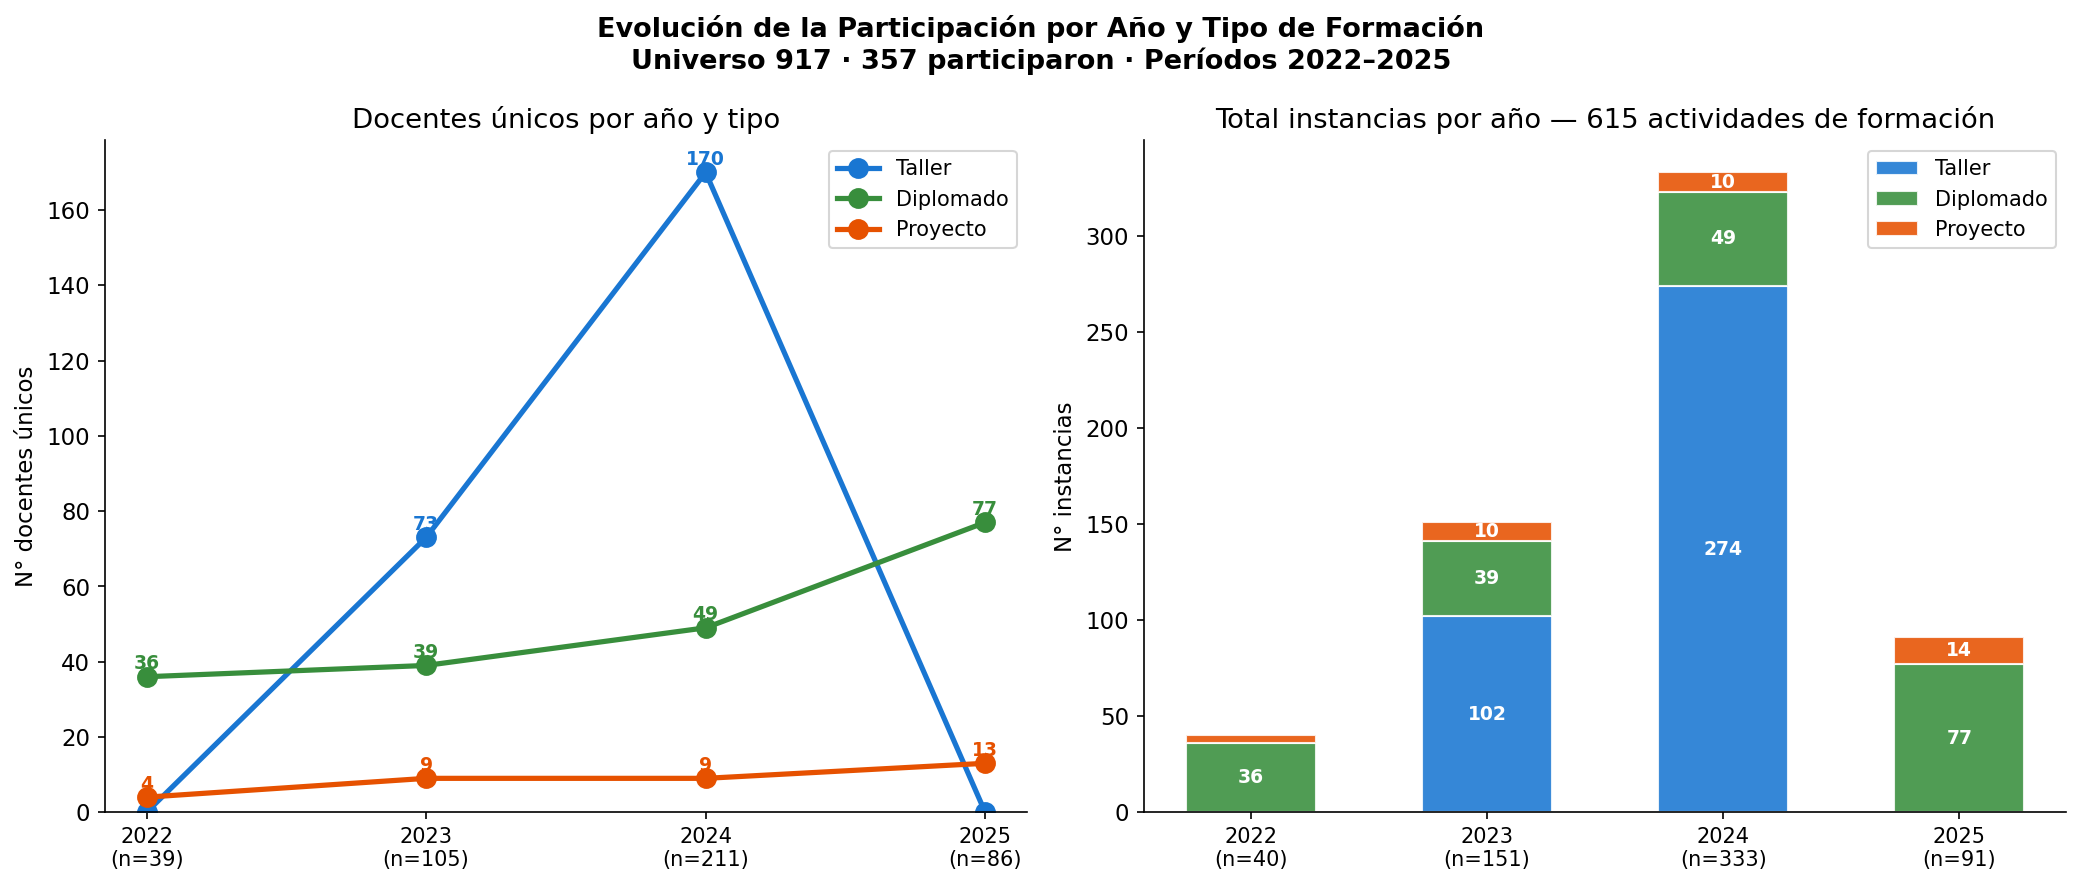 Evolución de la Participación por Año y Tipo de Formación
Universo 917 · 357 participaron · Períodos 2022–2025
Docentes únicos por año y tipo
N° docentes únicos
160
140
120
100
80
60
40
20
0
170
73
77
49
39
36
13
9
9
4
Taller
Diplomado
Proyecto
2022
(n=39)
2023
(n=105)
2024
(n=211)
2025
(n=86)
Total instancias por año — 615 actividades de formación
N° instancias
300
250
200
150
100
50
0
36
10
39
102
10
49
274
14
77
Taller
Diplomado
Proyecto
2022
(n=40)
2023
(n=151)
2024
(n=333)
2025
(n=91)